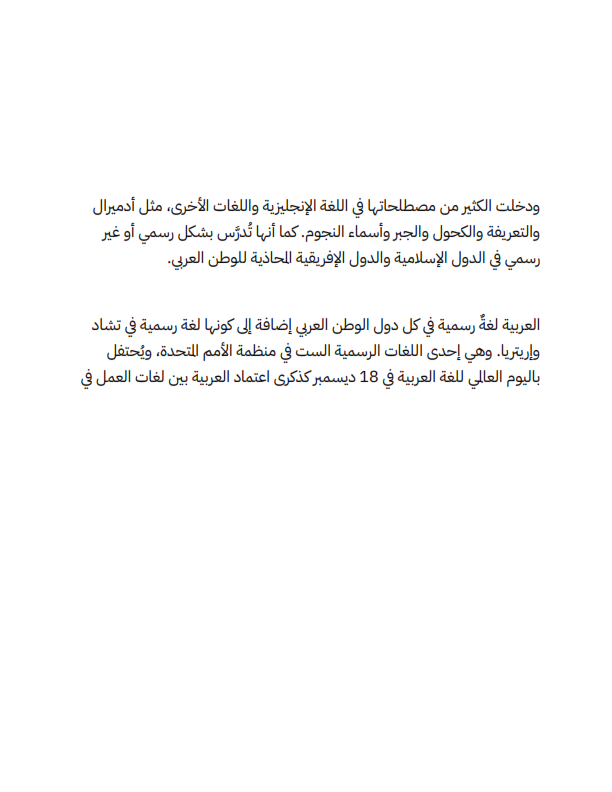 ودخلت الكثير من مصطلحاتها في اللغة الإنجليزية واللغات الأخرى، مثل أدميرال
والتعريفة والكحول والجبر وأسماء النجوم. كما أنها تُدرَّس بشكل رسمي أو غير
رسمي في الدول الإسلامية والدول الإفريقية المحاذية للوطن العربي.
العربية لغةٌ رسمية في كل دول الوطن العربي إضافة إلى كونها لغة رسمية في تشاد
وإريتريا. وهي إحدى اللغات الرسمية الست في منظمة الأمم المتحدة، ويُحتفل
باليوم العالمي للغة العربية في 18 ديسمبر كذكرى اعتماد العربية بين لغات العمل في